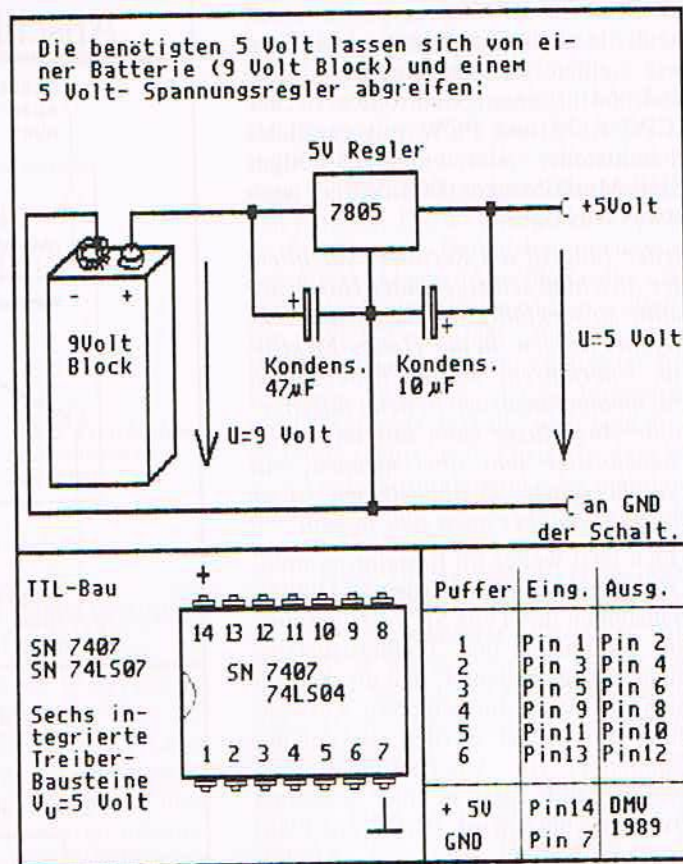 Die benötigten 5 Volt lassen sich von ei-
ner Batterie (9 Volt Block) und einem
5 Volt- Spannungsregler abgreifen:
5V Regler
7805
+5Volt
- +
+ +
9Volt
Block
Kondens.
47µF
Kondens.
10µF
U=5 Volt
U=9 Volt
an GND
der Schalt.
TTL-Bau
SN 7407
SN 74LS07
Sechs in-
tegrierte
Treiber-
Bausteine
Vu=5 Volt
+
14 13 12 11 10 9 8
SN 7407
74LS04
1 2 3 4 5 6 7
Puffer Eing. Ausg.
1 Pin 1 Pin 2
2 Pin 3 Pin 4
3 Pin 5 Pin 6
4 Pin 9 Pin 8
5 Pin11 Pin10
6 Pin13 Pin12
+ 5V Pin14 DMV
1989
GND Pin 7